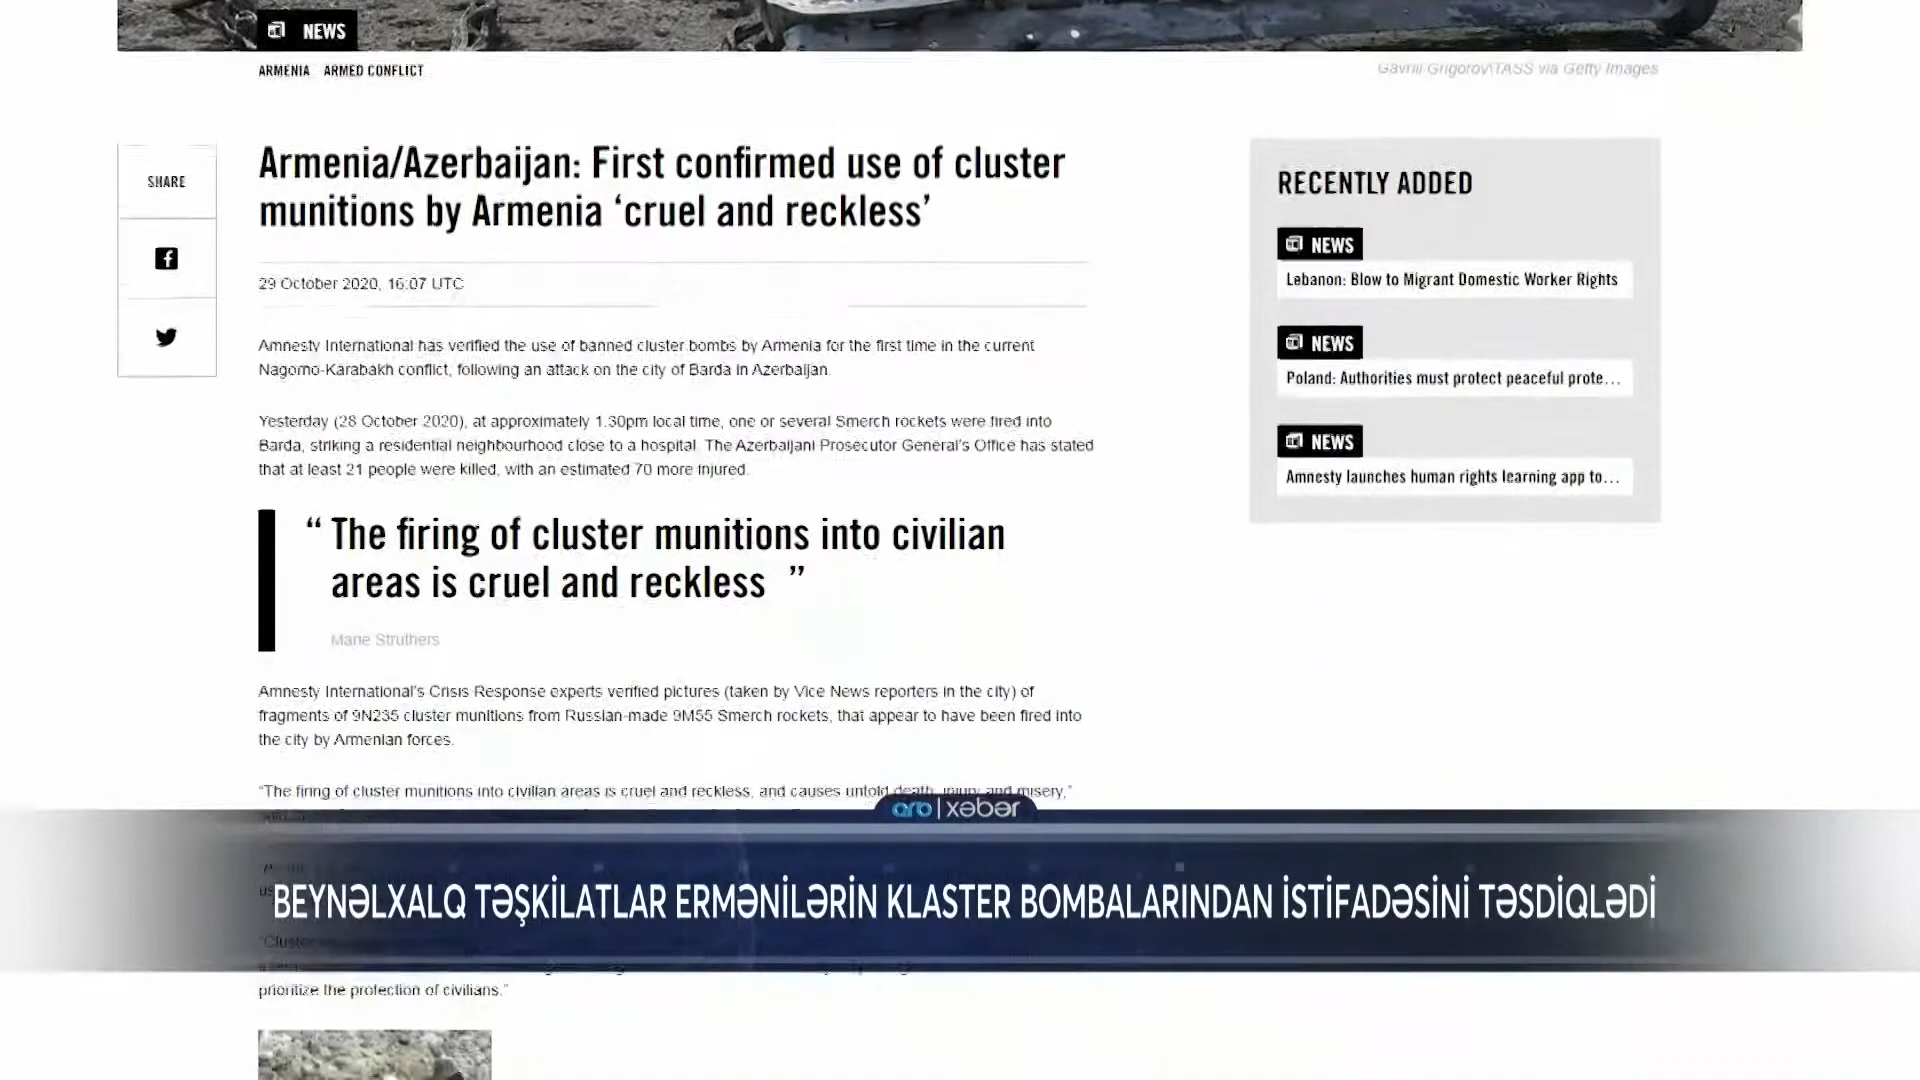 NEWS
ARMENIA ARMED CONFLICT
Gavriil Grigorov\TASS via Getty Images
SHARE
Armenia/Azerbaijan: First confirmed use of cluster
munitions by Armenia ‘cruel and reckless’
29 October 2020, 16:07 UTC
Amnesty International has verified the use of banned cluster bombs by Armenia for the first time in the current
Nagorno-Karabakh conflict, following an attack on the city of Barda in Azerbaijan.
Yesterday (28 October 2020), at approximately 1.30pm local time, one or several Smerch rockets were fired into
Barda, striking a residential neighbourhood close to a hospital. The Azerbaijani Prosecutor General’s Office has stated
that at least 21 people were killed, with an estimated 70 more injured.
“ The firing of cluster munitions into civilian
areas is cruel and reckless ”
Marie Struthers
Amnesty International’s Crisis Response experts verified pictures (taken by Vice News reporters in the city) of
fragments of 9N235 cluster munitions from Russian-made 9M55 Smerch rockets, that appear to have been fired into
the city by Armenian forces.
“The firing of cluster munitions into civilian areas is cruel and reckless, and causes untold death, injury and misery,”
“Cluster
prioritize the protection of civilians.”
RECENTLY ADDED
NEWS
Lebanon: Blow to Migrant Domestic Worker Rights
NEWS
Poland: Authorities must protect peaceful prote...
NEWS
Amnesty launches human rights learning app to...
arb | xəbər
BEYNƏLXALQ TƏŞKİLATLAR ERMƏNİLƏRİN KLASTER BOMBALARINDAN İSTİFADƏSİNİ TƏSDİQLƏDİ